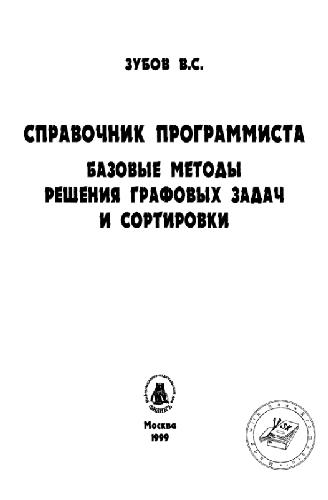 ЗУБОВ В.С.
СПРАВОЧНИК ПРОГРАММИСТА
БАЗОВЫЕ МЕТОДЫ
РЕШЕНИЯ ГРАФОВЫХ ЗАДАЧ
И СОРТИРОВКИ
Москва
1999